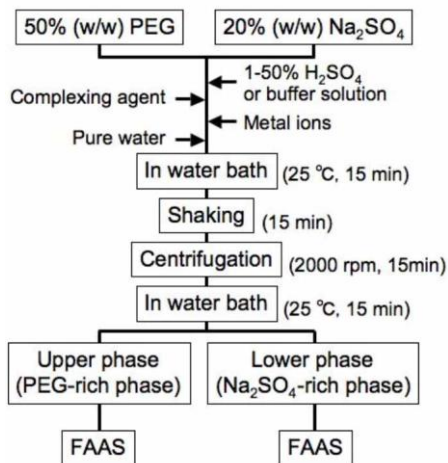 50% (w/w) PEG
20% (w/w) Na₂SO₄
1-50% H₂SO₄
or buffer solution
Complexing agent
Metal ions
Pure water
In water bath (25 ℃, 15 min)
Shaking (15 min)
Centrifugation (2000 rpm, 15min)
In water bath (25 ℃, 15 min)
Upper phase
(PEG-rich phase)
Lower phase
(Na₂SO₄-rich phase)
FAAS
FAAS